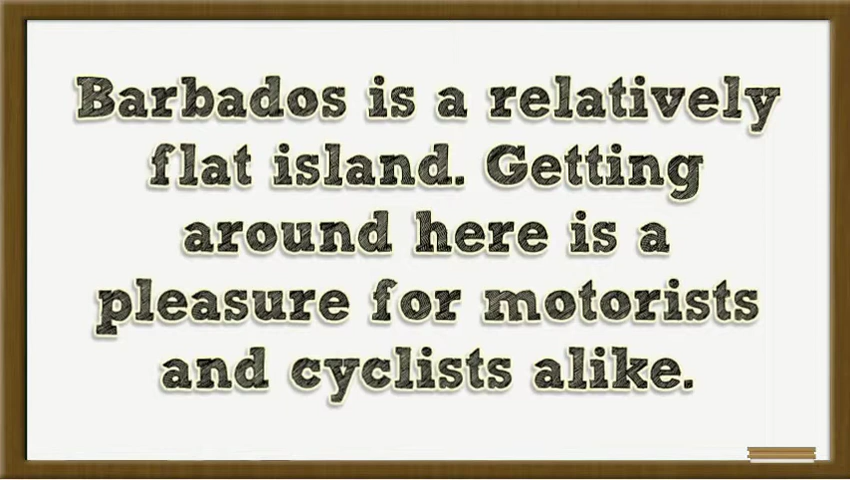 Barbados is a relatively
flat island. Getting
around here is a
pleasure for motorists
and cyclists alike.